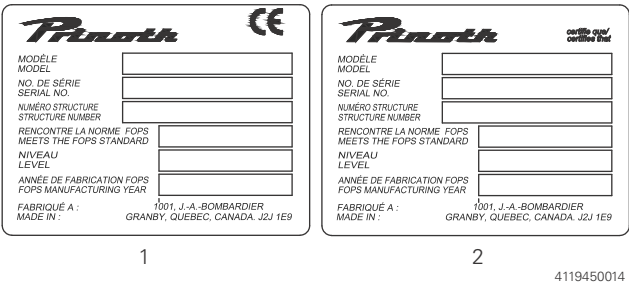 Prinoth CE
MODÈLE
MODEL
NO. DE SÉRIE
SERIAL NO.
NUMÉRO STRUCTURE
STRUCTURE NUMBER
RENCONTRE LA NORME FOPS
MEETS THE FOPS STANDARD
NIVEAU
LEVEL
ANNÉE DE FABRICATION FOPS
FOPS MANUFACTURING YEAR
FABRIQUÉ A : 1001, J.-A.-BOMBARDIER
MADE IN : GRANBY, QUEBEC, CANADA. J2J 1E9
1
Prinoth
certifie que/
certifies that
MODÈLE
MODEL
NO. DE SÉRIE
SERIAL NO.
NUMÉRO STRUCTURE
STRUCTURE NUMBER
RENCONTRE LA NORME FOPS
MEETS THE FOPS STANDARD
NIVEAU
LEVEL
ANNÉE DE FABRICATION FOPS
FOPS MANUFACTURING YEAR
FABRIQUÉ A : 1001, J.-A.-BOMBARDIER
MADE IN : GRANBY, QUEBEC, CANADA. J2J 1E9
2
4119450014